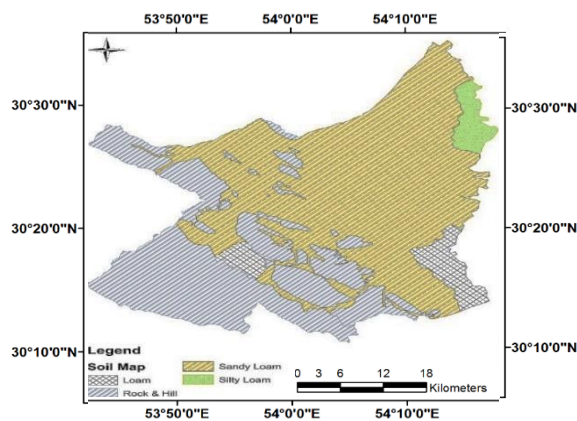 53°50'0"E 54°0'0"E 54°10'0"E
30°30'0"N 30°30'0"N
30°20'0"N 30°20'0"N
30°10'0"N 30°10'0"N
Legend
Soil Map
Loam
Rock & Hill
Sandy Loam
Silty Loam
0 3 6 12 18
Kilometers
53°50'0"E 54°0'0"E 54°10'0"E